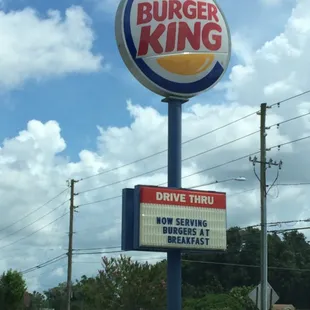 BURGER
KING
DRIVE THRU
NOW SERVING
BURGERS AT
BREAKFAST